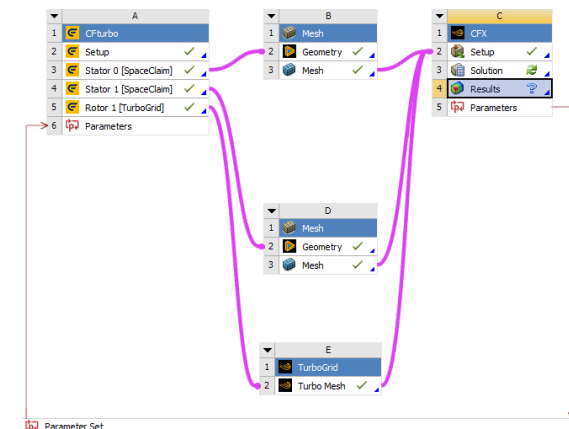 A
1 CFturbo
2 Setup
3 Stator 0 [SpaceClaim]
4 Stator 1 [SpaceClaim]
5 Rotor 1 [TurboGrid]
6 Parameters
B
1 Mesh
2 Geometry
3 Mesh
C
1 CFX
2 Setup
3 Solution
4 Results
5 Parameters
D
1 Mesh
2 Geometry
3 Mesh
E
1 TurboGrid
2 Turbo Mesh
Parameter Set